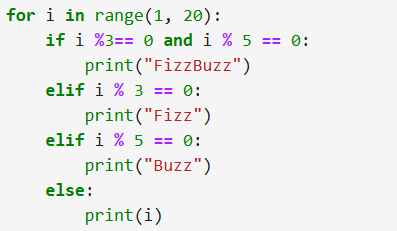 for i in range(1, 20):
    if i %3== 0 and i % 5 == 0:
        print("FizzBuzz")
    elif i % 3 == 0:
        print("Fizz")
    elif i % 5 == 0:
        print("Buzz")
    else:
        print(i)